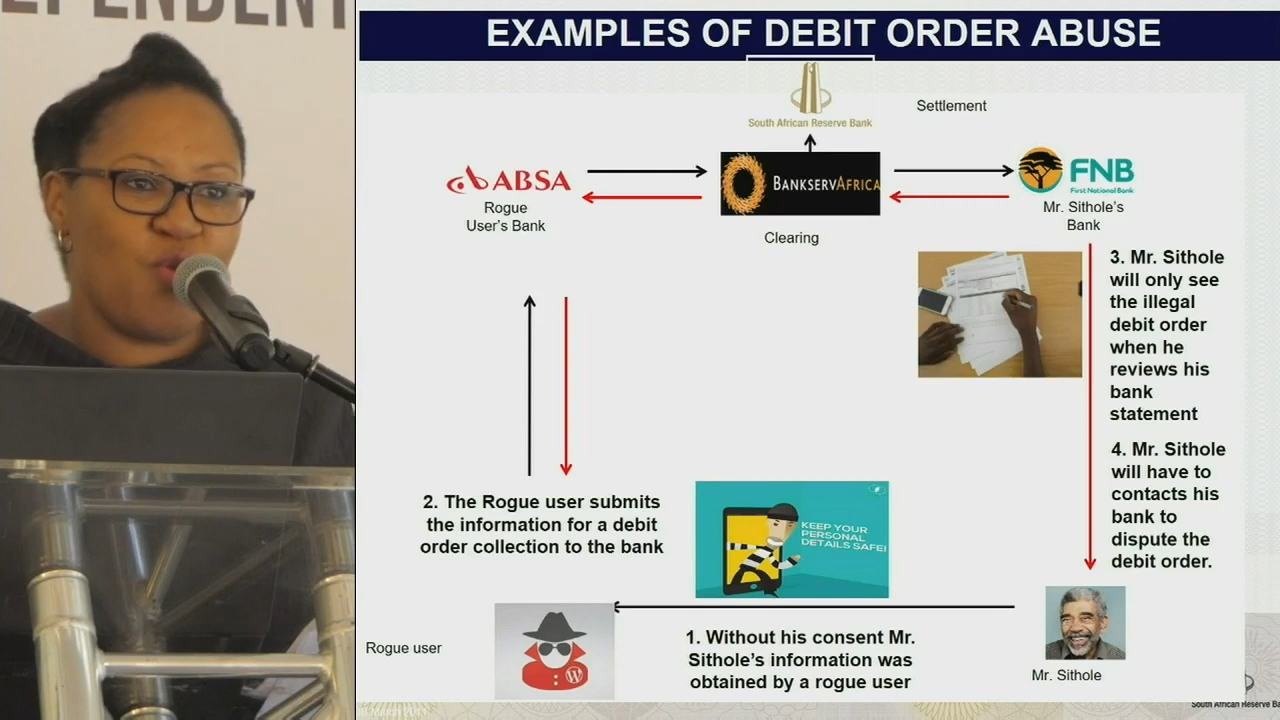 EPENDENT
EXAMPLES OF DEBIT ORDER ABUSE
South African Reserve Bank
Settlement
ABSA
BANKSERVAFRICA
FNB
First National Bank
Rogue
User's Bank
Clearing
Mr. Sithole's
Bank
3. Mr. Sithole
will only see
the illegal
debit order
when he
reviews his
bank
statement
4. Mr. Sithole
will have to
contacts his
bank to
dispute the
debit order.
2. The Rogue user submits
the information for a debit
order collection to the bank
KEEP YOUR
PERSONAL
DETAILS SAFE!
Rogue user
1. Without his consent Mr.
Sithole's information was
obtained by a rogue user
Mr. Sithole
South African Reserve Ba